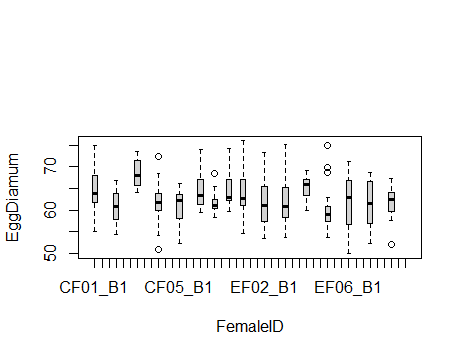 EggDiamum
70
60
50
CF01_B1 CF05_B1 EF02_B1 EF06_B1
FemaleID